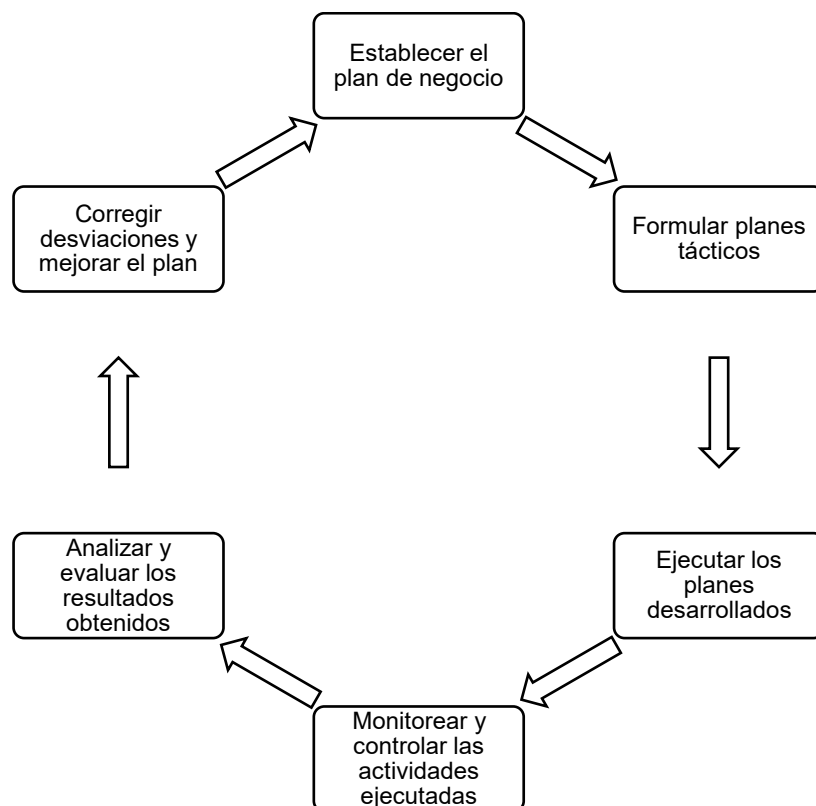 Establecer el
plan de negocio
Formular planes
tácticos
Ejecutar los
planes
desarrollados
Monitorear y
controlar las
actividades
ejecutadas
Analizar y
evaluar los
resultados
obtenidos
Corregir
desviaciones y
mejorar el plan